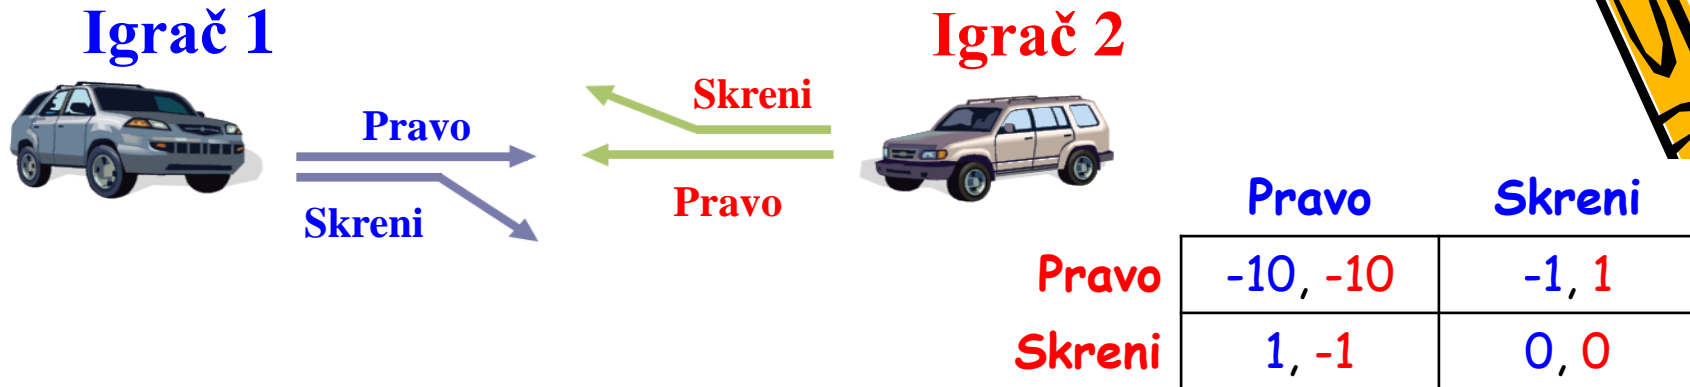 Igrač 1
Igrač 2
Skreni
Pravo
Pravo
Skreni
Pravo Skreni
Pravo -10, -10 -1, 1
Skreni 1, -1 0, 0